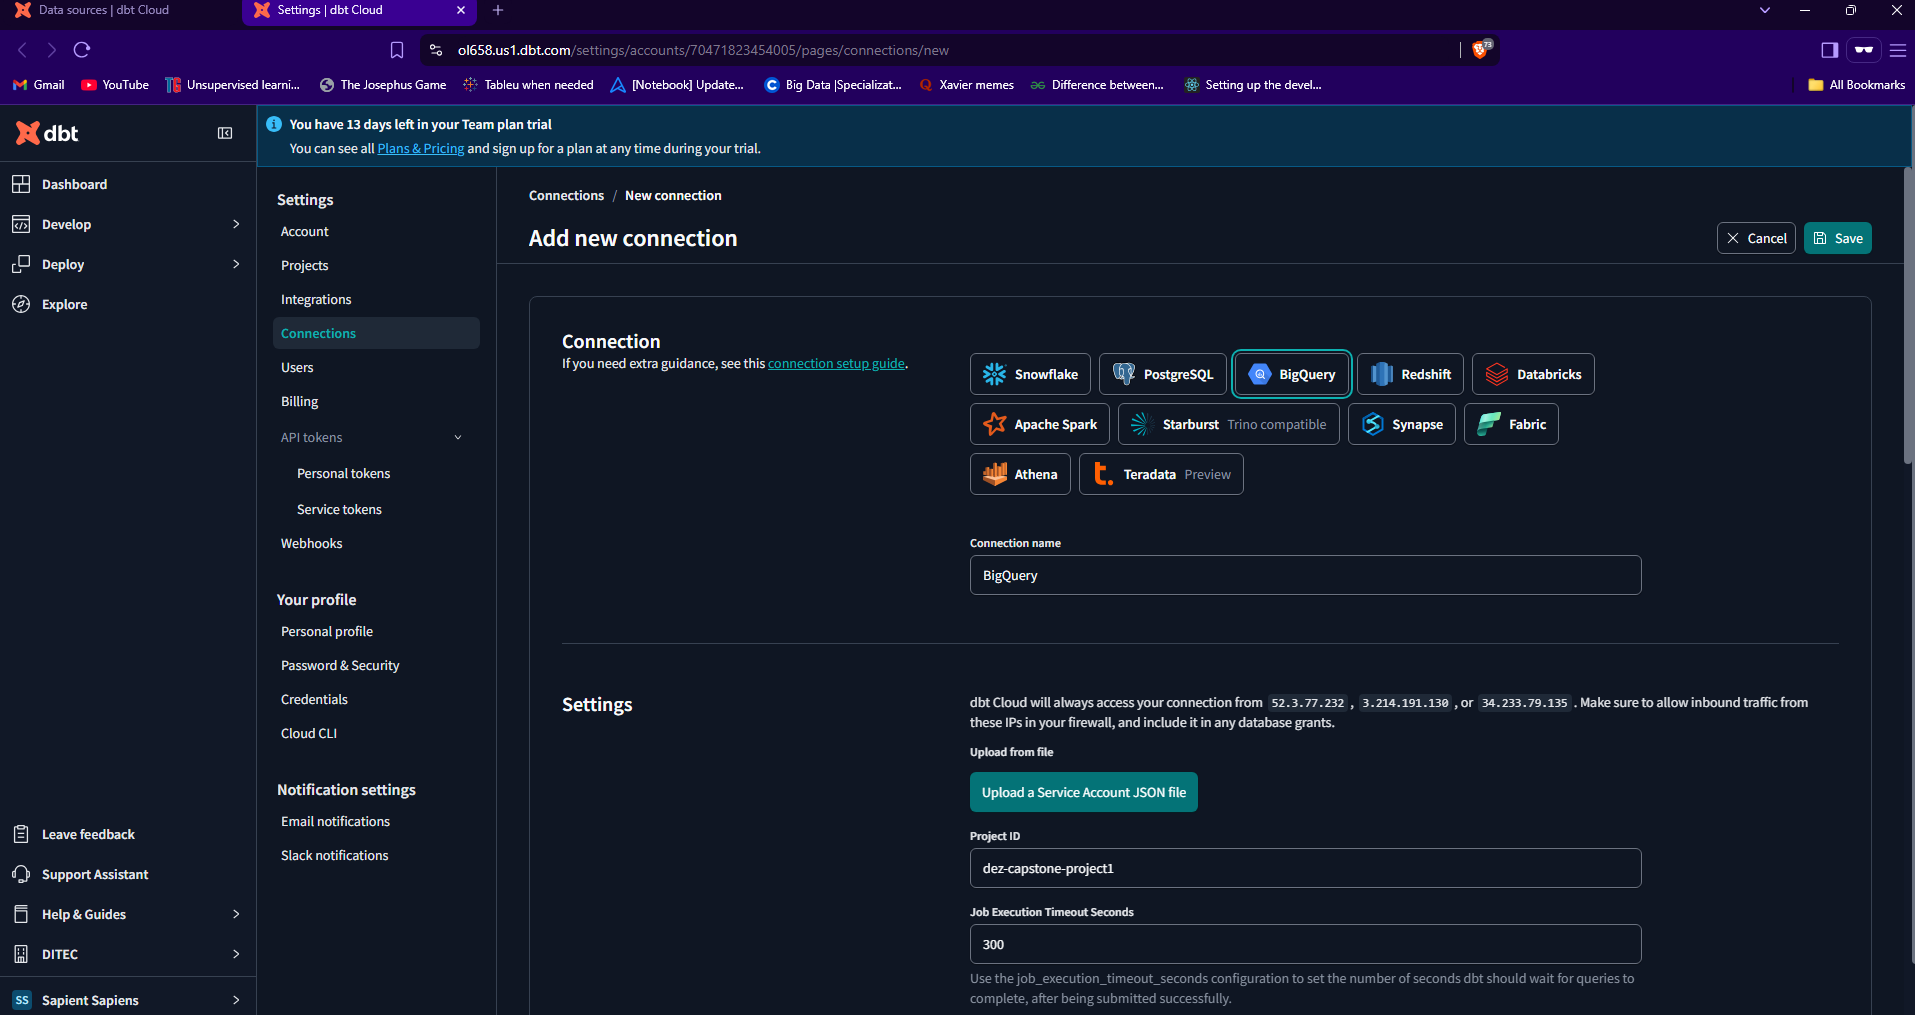 Data sources | dbt Cloud
Settings | dbt Cloud
ol658.us1.dbt.com/settings/accounts/70471823454005/pages/connections/new
73
Gmail
YouTube
Unsupervised learni...
The Josephus Game
Tableu when needed
[Notebook] Update...
Big Data |Specializat...
Xavier memes
Difference between...
Setting up the devel...
All Bookmarks
dbt
You have 13 days left in your Team plan trial
You can see all Plans & Pricing and sign up for a plan at any time during your trial.
Dashboard
Develop
Deploy
Explore
Leave feedback
Support Assistant
Help & Guides
DITEC
SS Sapient Sapiens
Settings
Account
Projects
Integrations
Connections
Users
Billing
API tokens
Personal tokens
Service tokens
Webhooks
Your profile
Personal profile
Password & Security
Credentials
Cloud CLI
Notification settings
Email notifications
Slack notifications
Connections / New connection
Add new connection
Cancel
Save
Connection
If you need extra guidance, see this connection setup guide.
Snowflake
PostgreSQL
BigQuery
Redshift
Databricks
Apache Spark
Starburst Trino compatible
Synapse
Fabric
Athena
Teradata Preview
Connection name
BigQuery
Settings
dbt Cloud will always access your connection from 52.3.77.232 , 3.214.191.130 , or 34.233.79.135 . Make sure to allow inbound traffic from
these IPs in your firewall, and include it in any database grants.
Upload from file
Upload a Service Account JSON file
Project ID
dez-capstone-project1
Job Execution Timeout Seconds
300
Use the job_execution_timeout_seconds configuration to set the number of seconds dbt should wait for queries to
complete, after being submitted successfully.